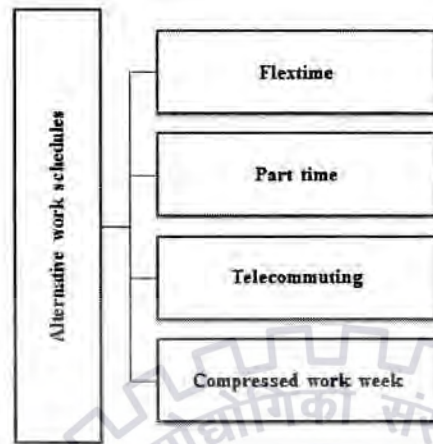 Alternative work schedules
Flextime
Part time
Telecommuting
Compressed work week